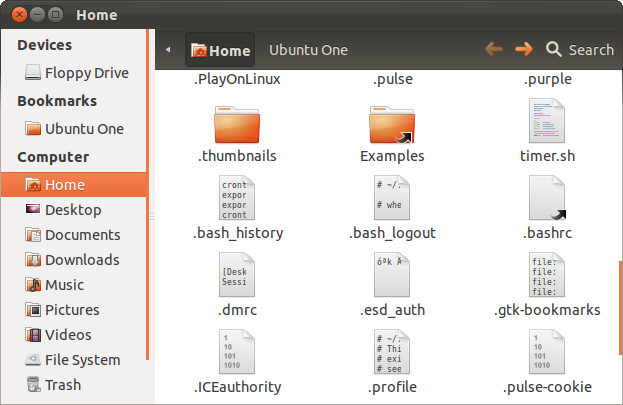 Home
Devices
Floppy Drive
Bookmarks
Ubuntu One
Computer
Home
Desktop
Documents
Downloads
Music
Pictures
Videos
File System
Trash
Home Ubuntu One Search
.PlayOnLinux .pulse .purple
.thumbnails Examples timer.sh
cront
expor
expor
cront
# ~/.
# whe
.bash_history .bash_logout .bashrc
[Desk
Sessi
óªk
file:
file:
file:
file:
.dmrc .esd_auth .gtk-bookmarks
1
10
101
1010
# ~/.
# Thi
# exi
# see
1
10
101
1010
.ICEauthority .profile .pulse-cookie